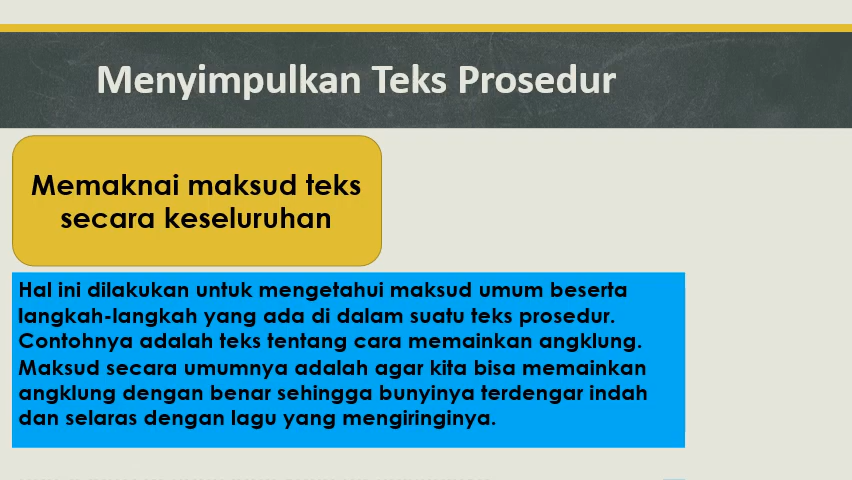 Menyimpulkan Teks Prosedur
Memaknai maksud teks
secara keseluruhan
Hal ini dilakukan untuk mengetahui maksud umum beserta
langkah-langkah yang ada di dalam suatu teks prosedur.
Contohnya adalah teks tentang cara memainkan angklung.
Maksud secara umumnya adalah agar kita bisa memainkan
angklung dengan benar sehingga bunyinya terdengar indah
dan selaras dengan lagu yang mengiringinya.